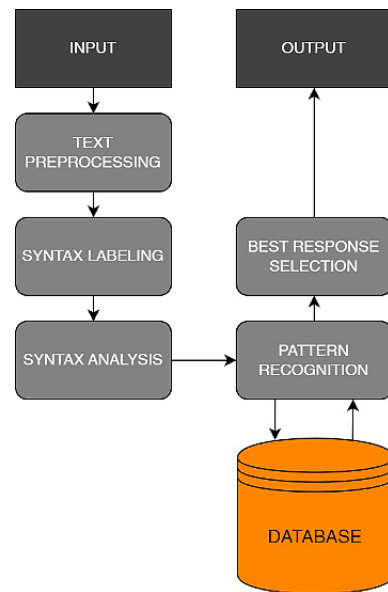 INPUT
TEXT
PREPROCESSING
SYNTAX LABELING
SYNTAX ANALYSIS
PATTERN
RECOGNITION
DATABASE
BEST RESPONSE
SELECTION
OUTPUT